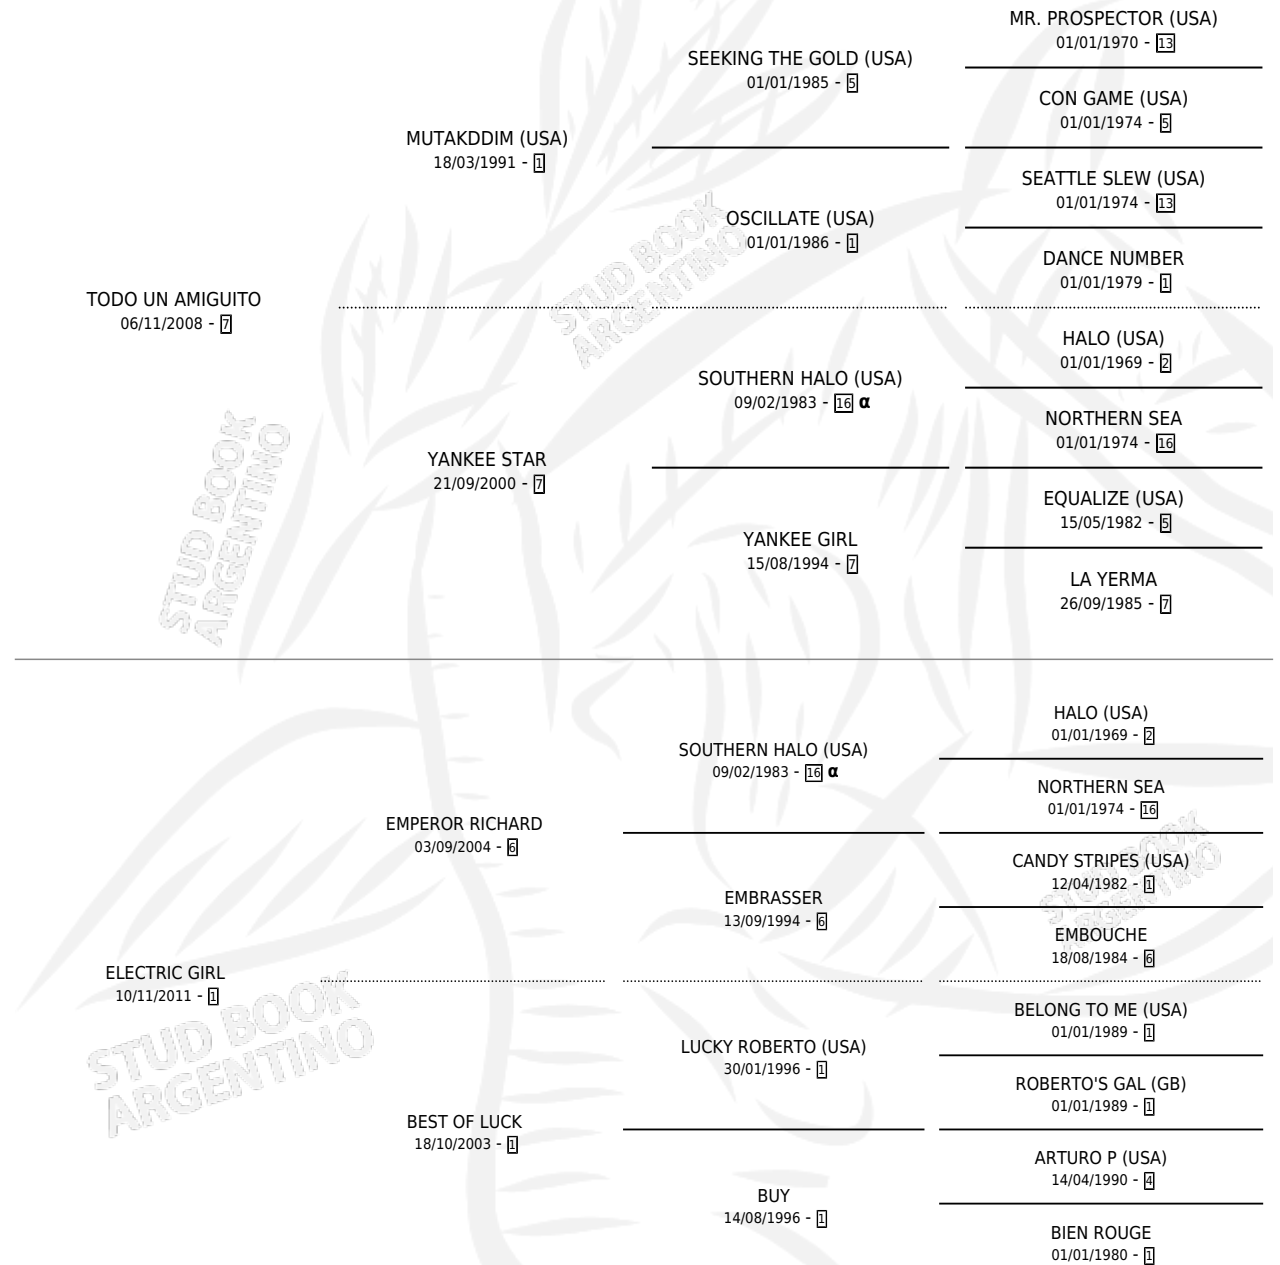 MR. PROSPECTOR (USA)
01/01/1970 - 13
SEEKING THE GOLD (USA)
01/01/1985 - 5
CON GAME (USA)
01/01/1974 - 5
MUTAKDDIM (USA)
18/03/1991 - 1
SEATTLE SLEW (USA)
01/01/1974 - 13
OSCILLATE (USA)
01/01/1986 - 1
DANCE NUMBER
01/01/1979 - 1
TODO UN AMIGUITO
06/11/2008 - 7
HALO (USA)
01/01/1969 - 2
SOUTHERN HALO (USA)
09/02/1983 - 16 α
NORTHERN SEA
01/01/1974 - 16
YANKEE STAR
21/09/2000 - 7
EQUALIZE (USA)
15/05/1982 - 5
YANKEE GIRL
15/08/1994 - 7
LA YERMA
26/09/1985 - 7
HALO (USA)
01/01/1969 - 2
SOUTHERN HALO (USA)
09/02/1983 - 16 α
NORTHERN SEA
01/01/1974 - 16
EMPEROR RICHARD
03/09/2004 - 6
CANDY STRIPES (USA)
12/04/1982 - 1
EMBRASSER
13/09/1994 - 6
EMBOUCHE
18/08/1984 - 6
ELECTRIC GIRL
10/11/2011 - 1
BELONG TO ME (USA)
01/01/1989 - 1
LUCKY ROBERTO (USA)
30/01/1996 - 1
ROBERTO'S GAL (GB)
01/01/1989 - 1
BEST OF LUCK
18/10/2003 - 1
ARTURO P (USA)
14/04/1990 - 4
BUY
14/08/1996 - 1
BIEN ROUGE
01/01/1980 - 1
STUD BOOK
ARGENTINO
STUD BOOK
ARGENTINO
STUD BOOK
ARGENTINO
STUD BOOK
ARGENTINO